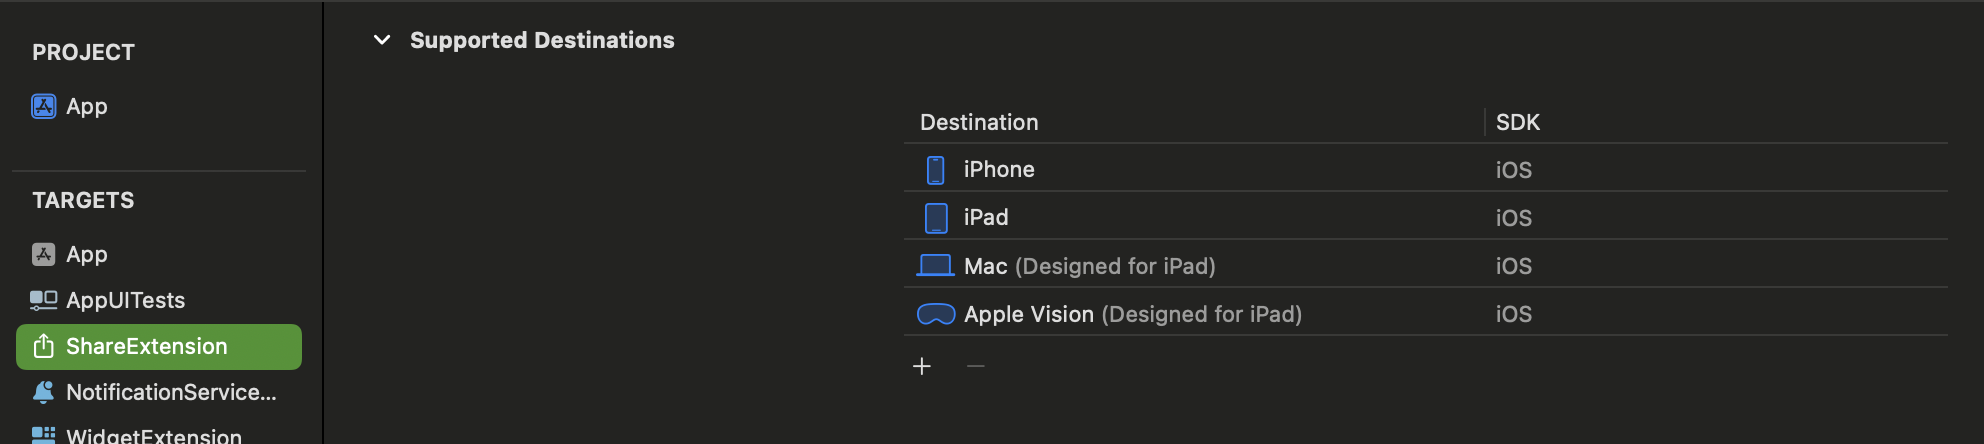 PROJECT
App
TARGETS
App
AppUITests
ShareExtension
NotificationService...
WidgetExtension
Supported Destinations
Destination SDK
iPhone iOS
iPad iOS
Mac (Designed for iPad) iOS
Apple Vision (Designed for iPad) iOS